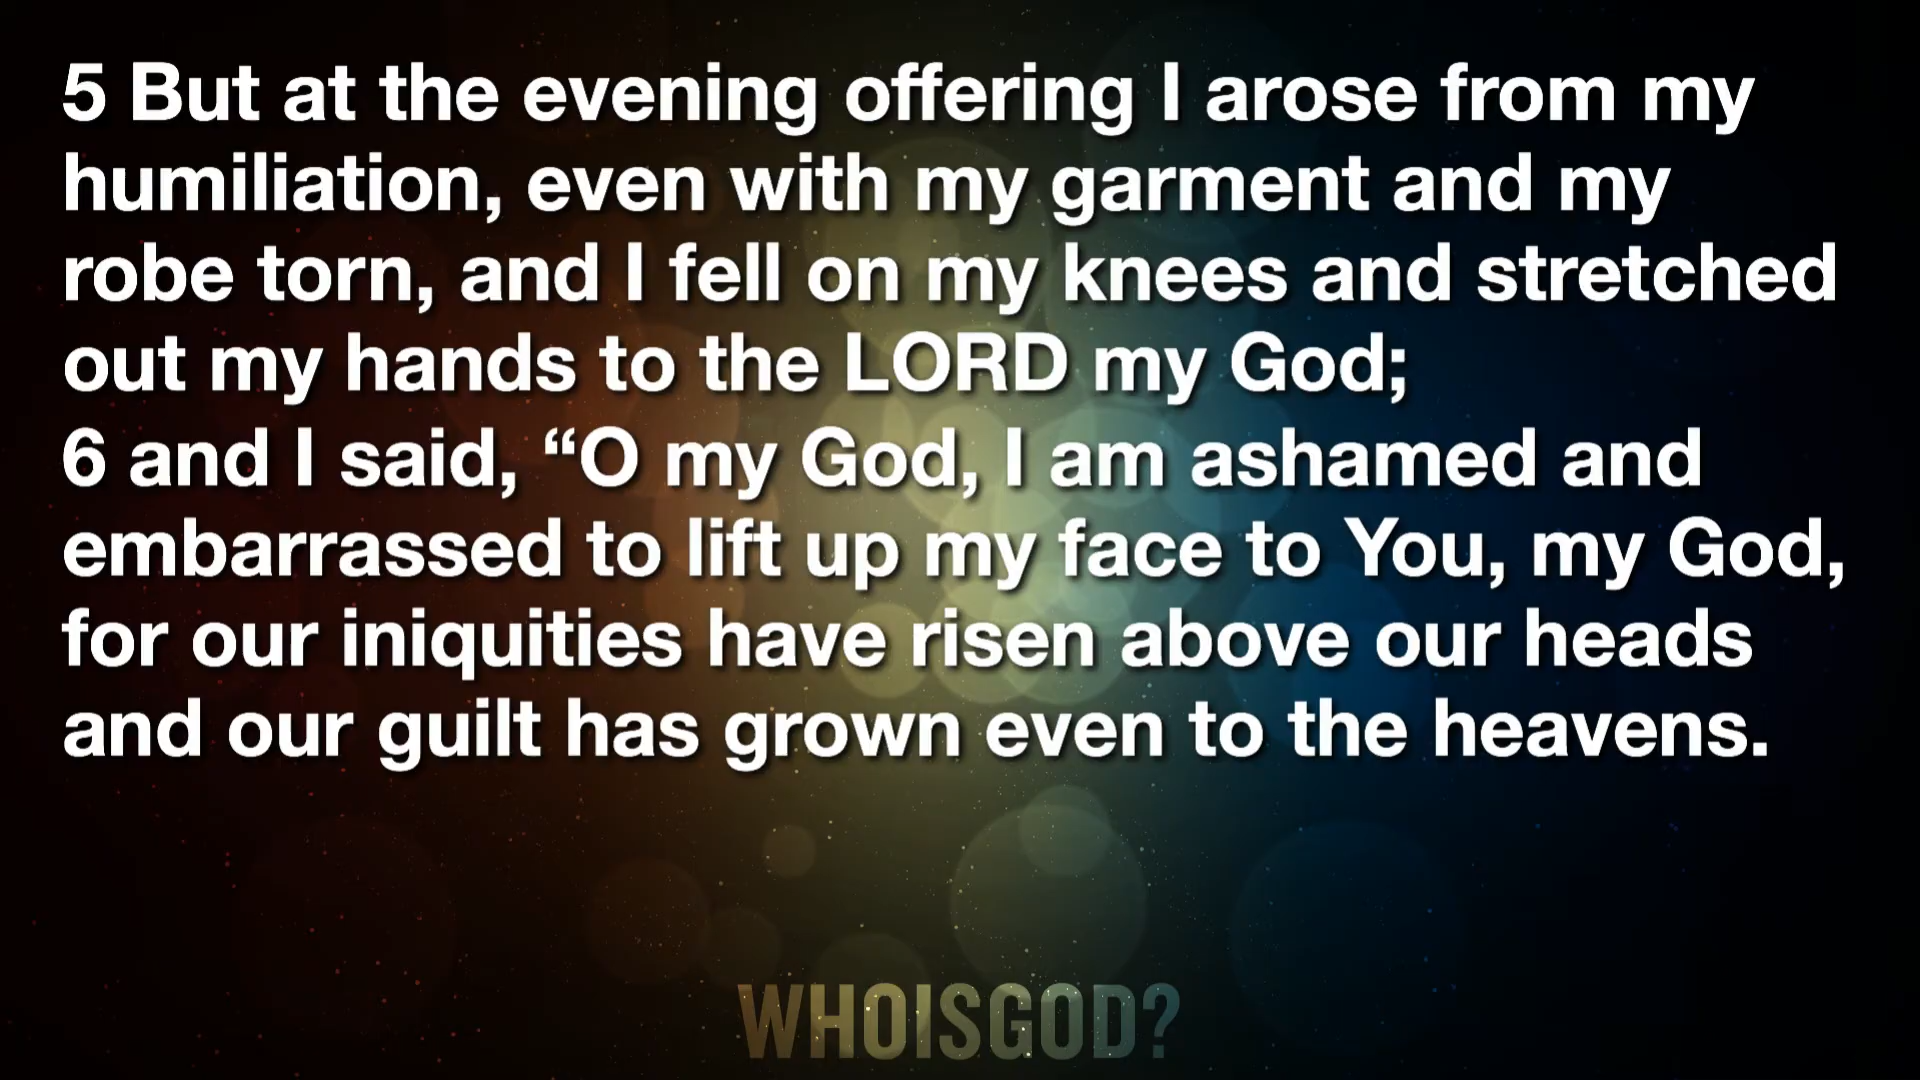 5 But at the evening offering I arose from my
humiliation, even with my garment and my
robe torn, and I fell on my knees and stretched
out my hands to the LORD my God;
6 and I said, “O my God, I am ashamed and
embarrassed to lift up my face to You, my God,
for our iniquities have risen above our heads
and our guilt has grown even to the heavens.
WHOISGOD?